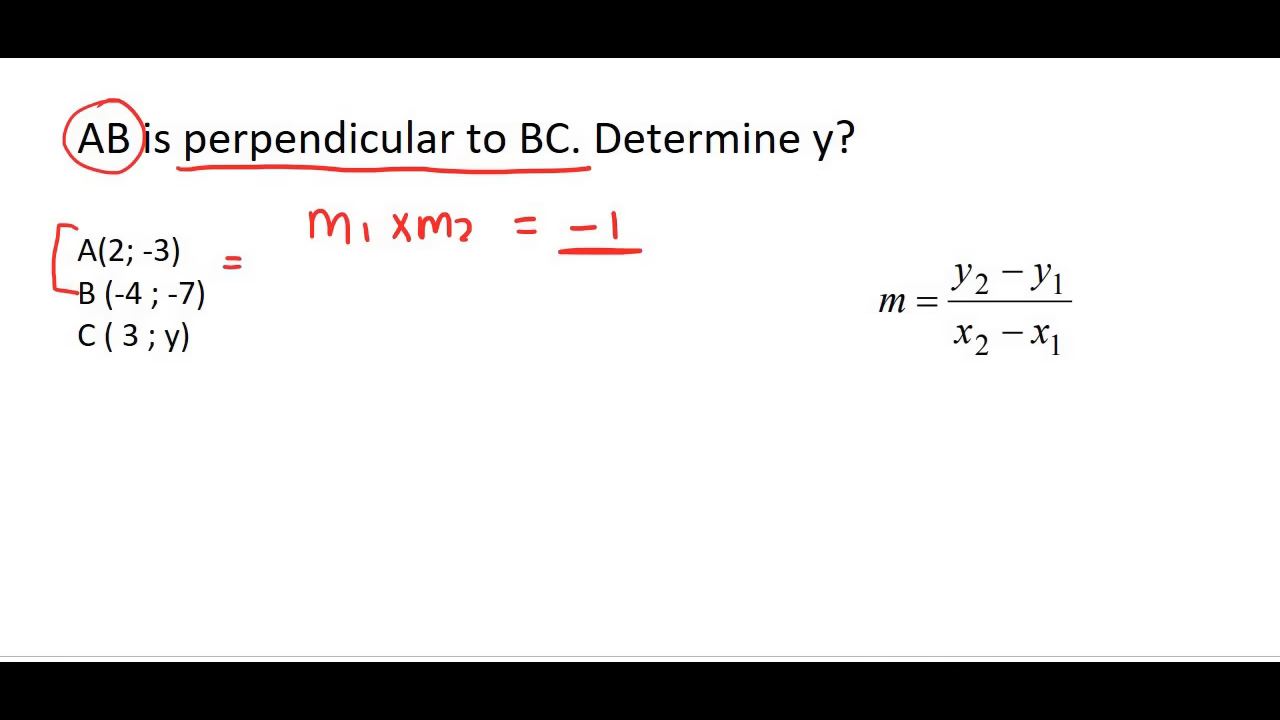 AB is perpendicular to BC. Determine y?
m₁ x m₂ = -1
A(2; -3) =
B (-4 ; -7)
C ( 3 ; y)
m = (y₂ − y₁) / (x₂ − x₁)